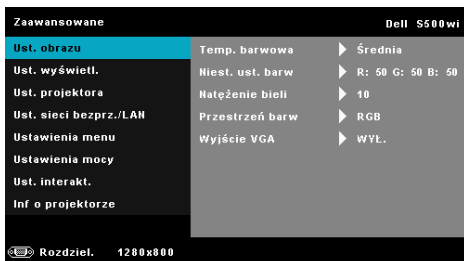 Zaawansowane Dell S500wi
Ust. obrazu Temp. barwowa Średnia
Ust. wyświetl. Niest. ust. barw R: 50 G: 50 B: 50
Ust. projektora Natężenie bieli 10
Ust. sieci bezprz./LAN Przestrzeń barw RGB
Ustawienia menu Wyjście VGA WYŁ.
Ustawienia mocy
Ust. interakt.
Inf o projektorze
Rozdziel. 1280x800